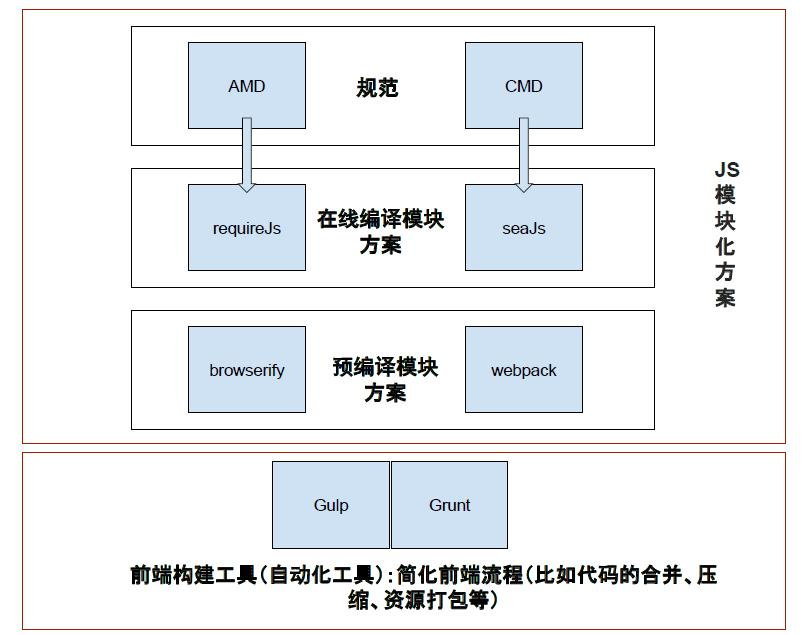 AMD
规范
CMD
requireJs
在线编译模块
方案
seaJs
browserify
预编译模块
方案
webpack
JS
模
块
化
方
案
Gulp
Grunt
前端构建工具(自动化工具):简化前端流程(比如代码的合并、压
缩、资源打包等)